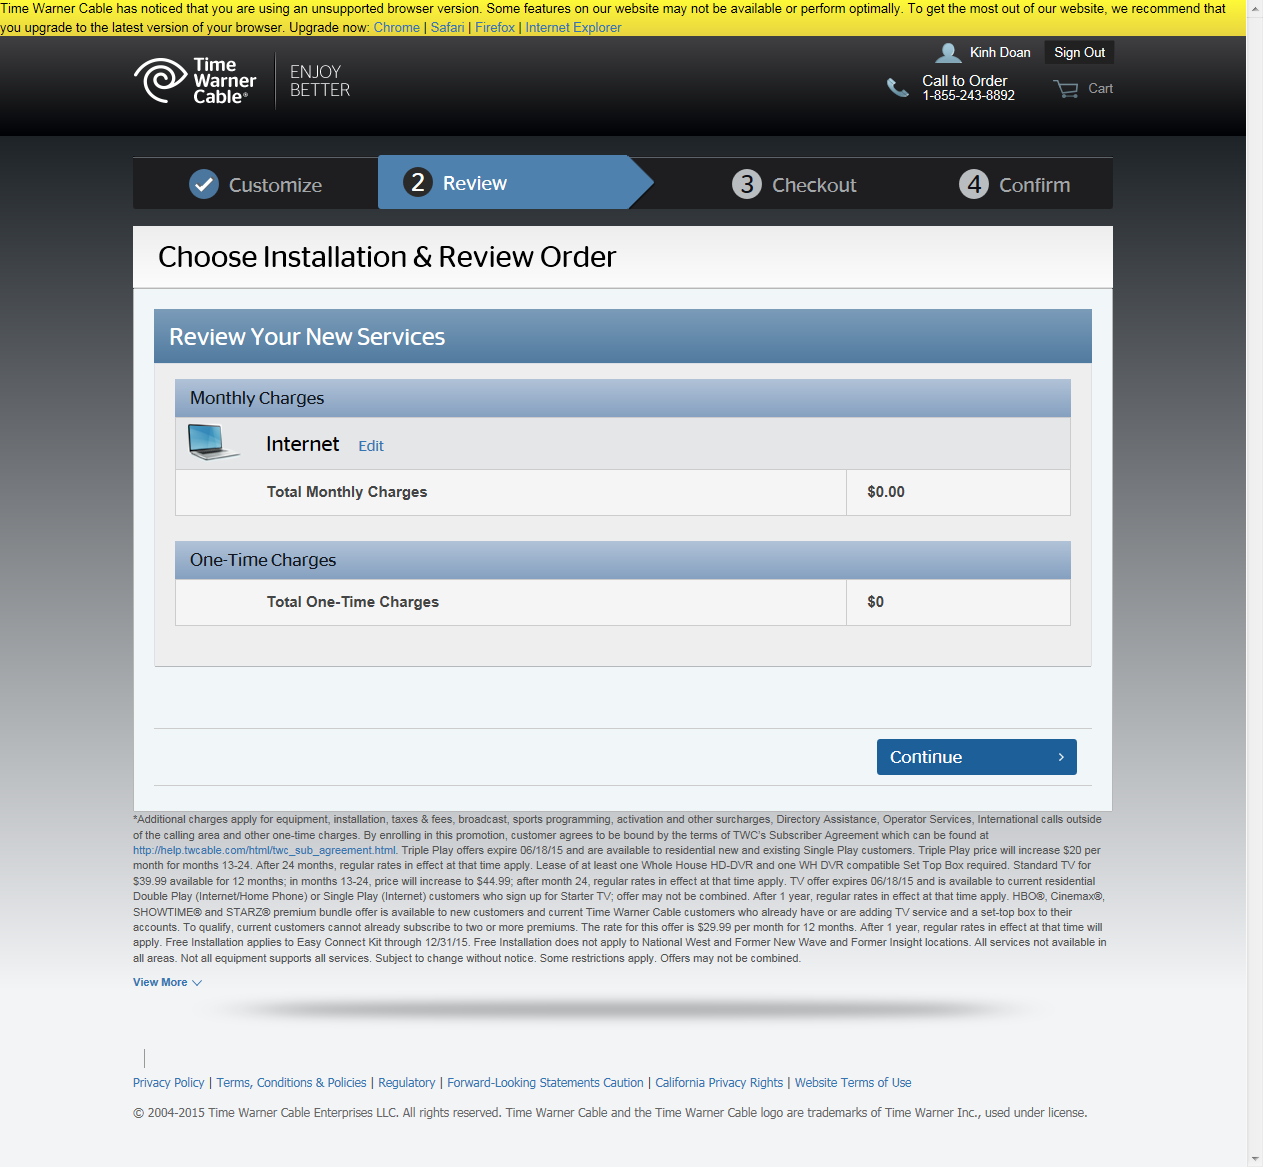 Time Warner Cable has noticed that you are using an unsupported browser version. Some features on our website may not be available or perform optimally. To get the most out of our website, we recommend that
you upgrade to the latest version of your browser. Upgrade now: Chrome | Safari | Firefox | Internet Explorer
Kinh Doan Sign Out
Time
Warner
Cable®
ENJOY
BETTER
Call to Order
1-855-243-8892
Cart
Customize 2 Review 3 Checkout 4 Confirm
Choose Installation & Review Order
Review Your New Services
Monthly Charges
Internet Edit
Total Monthly Charges $0.00
One-Time Charges
Total One-Time Charges $0
Continue
*Additional charges apply for equipment, installation, taxes & fees, broadcast, sports programming, activation and other surcharges, Directory Assistance, Operator Services, International calls outside
of the calling area and other one-time charges. By enrolling in this promotion, customer agrees to be bound by the terms of TWC's Subscriber Agreement which can be found at
http://help.twcable.com/html/twc_sub_agreement.html. Triple Play offers expire 06/18/15 and are available to residential new and existing Single Play customers. Triple Play price will increase $20 per
month for months 13-24. After 24 months, regular rates in effect at that time apply. Lease of at least one Whole House HD-DVR and one WH DVR compatible Set Top Box required. Standard TV for
$39.99 available for 12 months; in months 13-24, price will increase to $44.99; after month 24, regular rates in effect at that time apply. TV offer expires 06/18/15 and is available to current residential
Double Play (Internet/Home Phone) or Single Play (Internet) customers who sign up for Starter TV; offer may not be combined. After 1 year, regular rates in effect at that time apply. HBO®, Cinemax®,
SHOWTIME® and STARZ® premium bundle offer is available to new customers and current Time Warner Cable customers who already have or are adding TV service and a set-top box to their
accounts. To qualify, current customers cannot already subscribe to two or more premiums. The rate for this offer is $29.99 per month for 12 months. After 1 year, regular rates in effect at that time will
apply. Free Installation applies to Easy Connect Kit through 12/31/15. Free Installation does not apply to National West and Former New Wave and Former Insight locations. All services not available in
all areas. Not all equipment supports all services. Subject to change without notice. Some restrictions apply. Offers may not be combined.
View More
Privacy Policy | Terms, Conditions & Policies | Regulatory | Forward-Looking Statements Caution | California Privacy Rights | Website Terms of Use
© 2004-2015 Time Warner Cable Enterprises LLC. All rights reserved. Time Warner Cable and the Time Warner Cable logo are trademarks of Time Warner Inc., used under license.